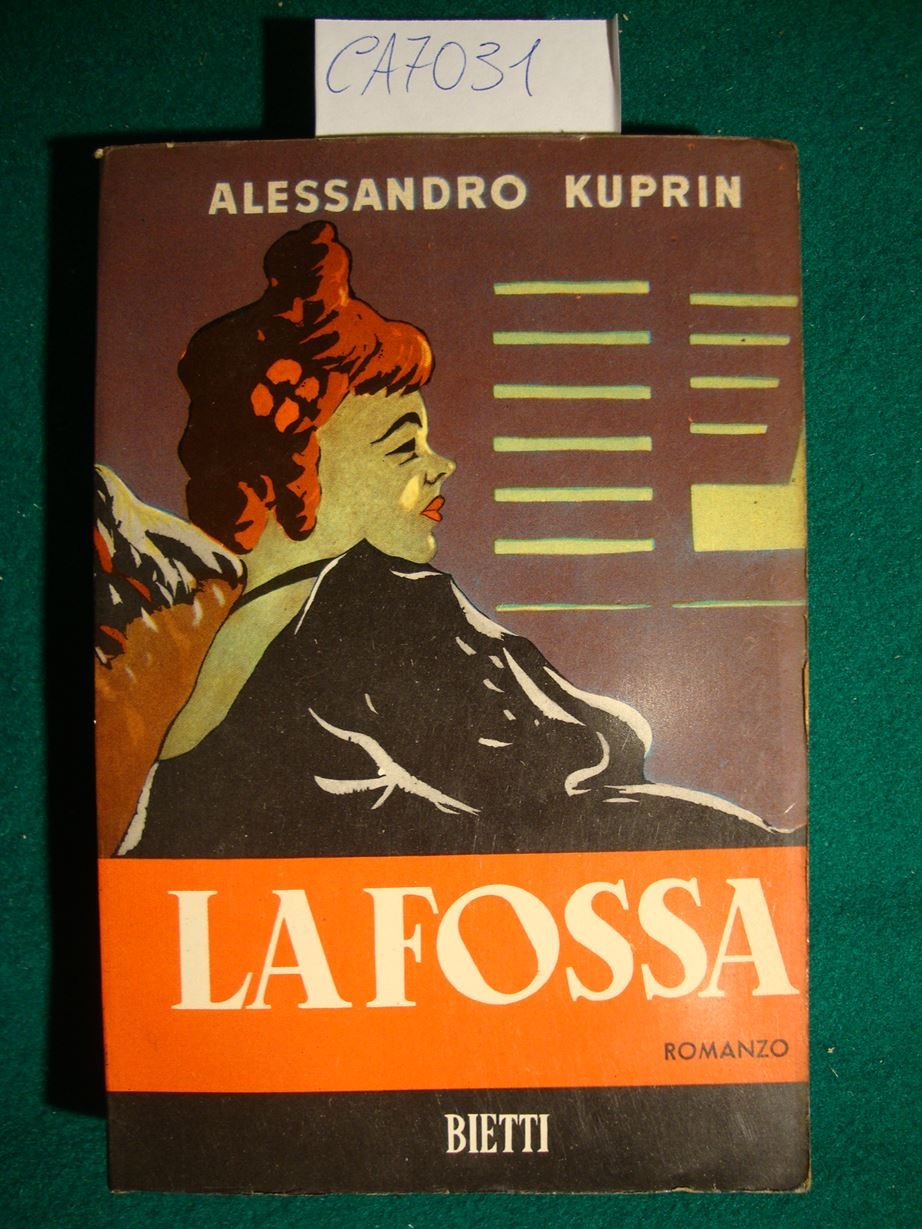 CA7031
ALESSANDRO KUPRIN
LA FOSSA
ROMANZO
BIETTI